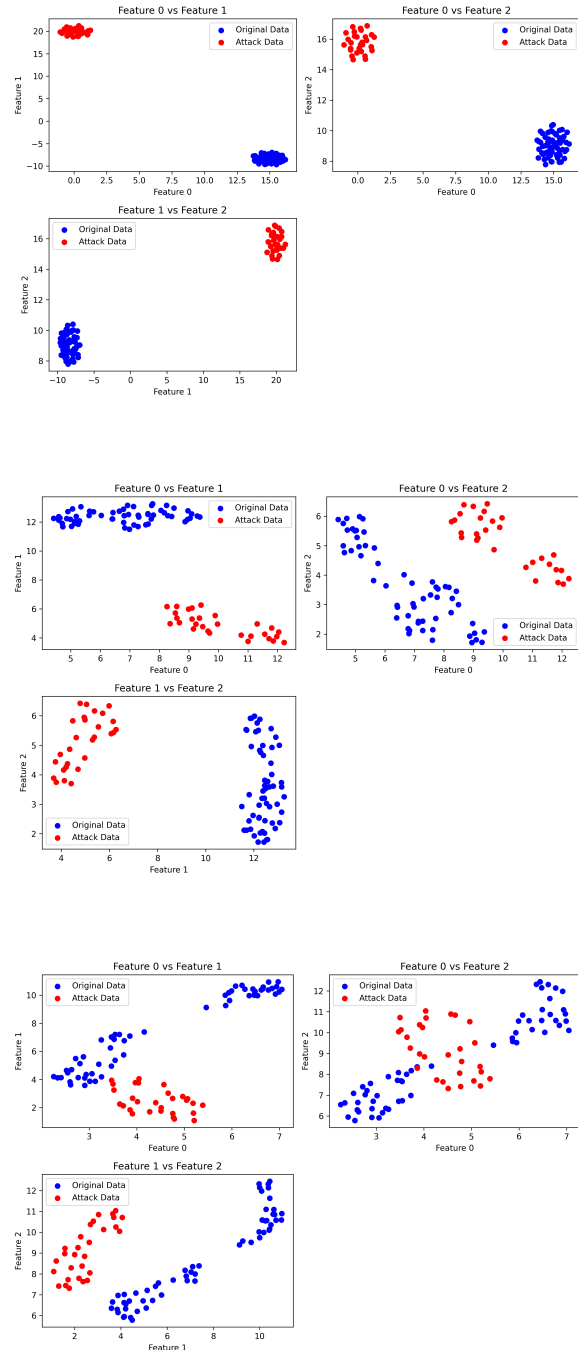 Feature 0 vs Feature 1
20
15
10
5
0
−5
−10
Feature 1
Original Data
Attack Data
0.0 2.5 5.0 7.5 10.0 12.5 15.0
Feature 0
Feature 0 vs Feature 2
16
14
12
10
8
Feature 2
Original Data
Attack Data
0.0 2.5 5.0 7.5 10.0 12.5 15.0
Feature 0
Feature 1 vs Feature 2
16
14
12
10
8
Feature 2
Original Data
Attack Data
−10 −5 0 5 10 15 20
Feature 1
Feature 0 vs Feature 1
12
10
8
6
4
Feature 1
Original Data
Attack Data
5 6 7 8 9 10 11 12
Feature 0
Feature 0 vs Feature 2
6
5
4
3
2
Feature 2
Original Data
Attack Data
5 6 7 8 9 10 11 12
Feature 0
Feature 1 vs Feature 2
6
5
4
3
2
Feature 2
Original Data
Attack Data
4 6 8 10 12
Feature 1
Feature 0 vs Feature 1
10
8
6
4
2
Feature 1
Original Data
Attack Data
3 4 5 6 7
Feature 0
Feature 0 vs Feature 2
12
11
10
9
8
7
6
Feature 2
Original Data
Attack Data
3 4 5 6 7
Feature 0
Feature 1 vs Feature 2
12
11
10
9
8
7
6
5
Feature 2
Original Data
Attack Data
2 4 6 8 10
Feature 1